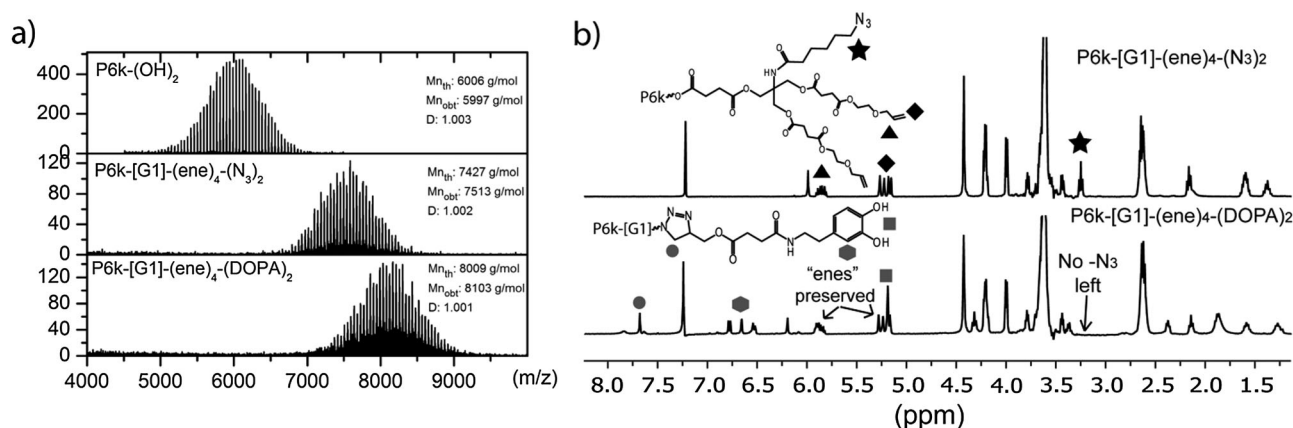 a)
P6k-(OH)2
Mnth: 6006 g/mol
Mnobt: 5997 g/mol
D: 1.003
400
200
0
P6k-[G1]-(ene)4-(N3)2
Mnth: 7427 g/mol
Mnobt: 7513 g/mol
D: 1.002
120
80
40
0
P6k-[G1]-(ene)4-(DOPA)2
Mnth: 8009 g/mol
Mnobt: 8103 g/mol
D: 1.001
120
80
40
0
4000 5000 6000 7000 8000 9000 (m/z)
b)
P6k-[G1]-(ene)4-(N3)2
N3
O
HN
P6k O O O O O O O
O O O
O O
O O
P6k-[G1]-(ene)4-(DOPA)2
P6k-[G1] N N N O O O N H OH OH
"enes"
preserved
No -N3
left
8.0 7.5 7.0 6.5 6.0 5.5 5.0 4.5 4.0 3.5 3.0 2.5 2.0 1.5
(ppm)